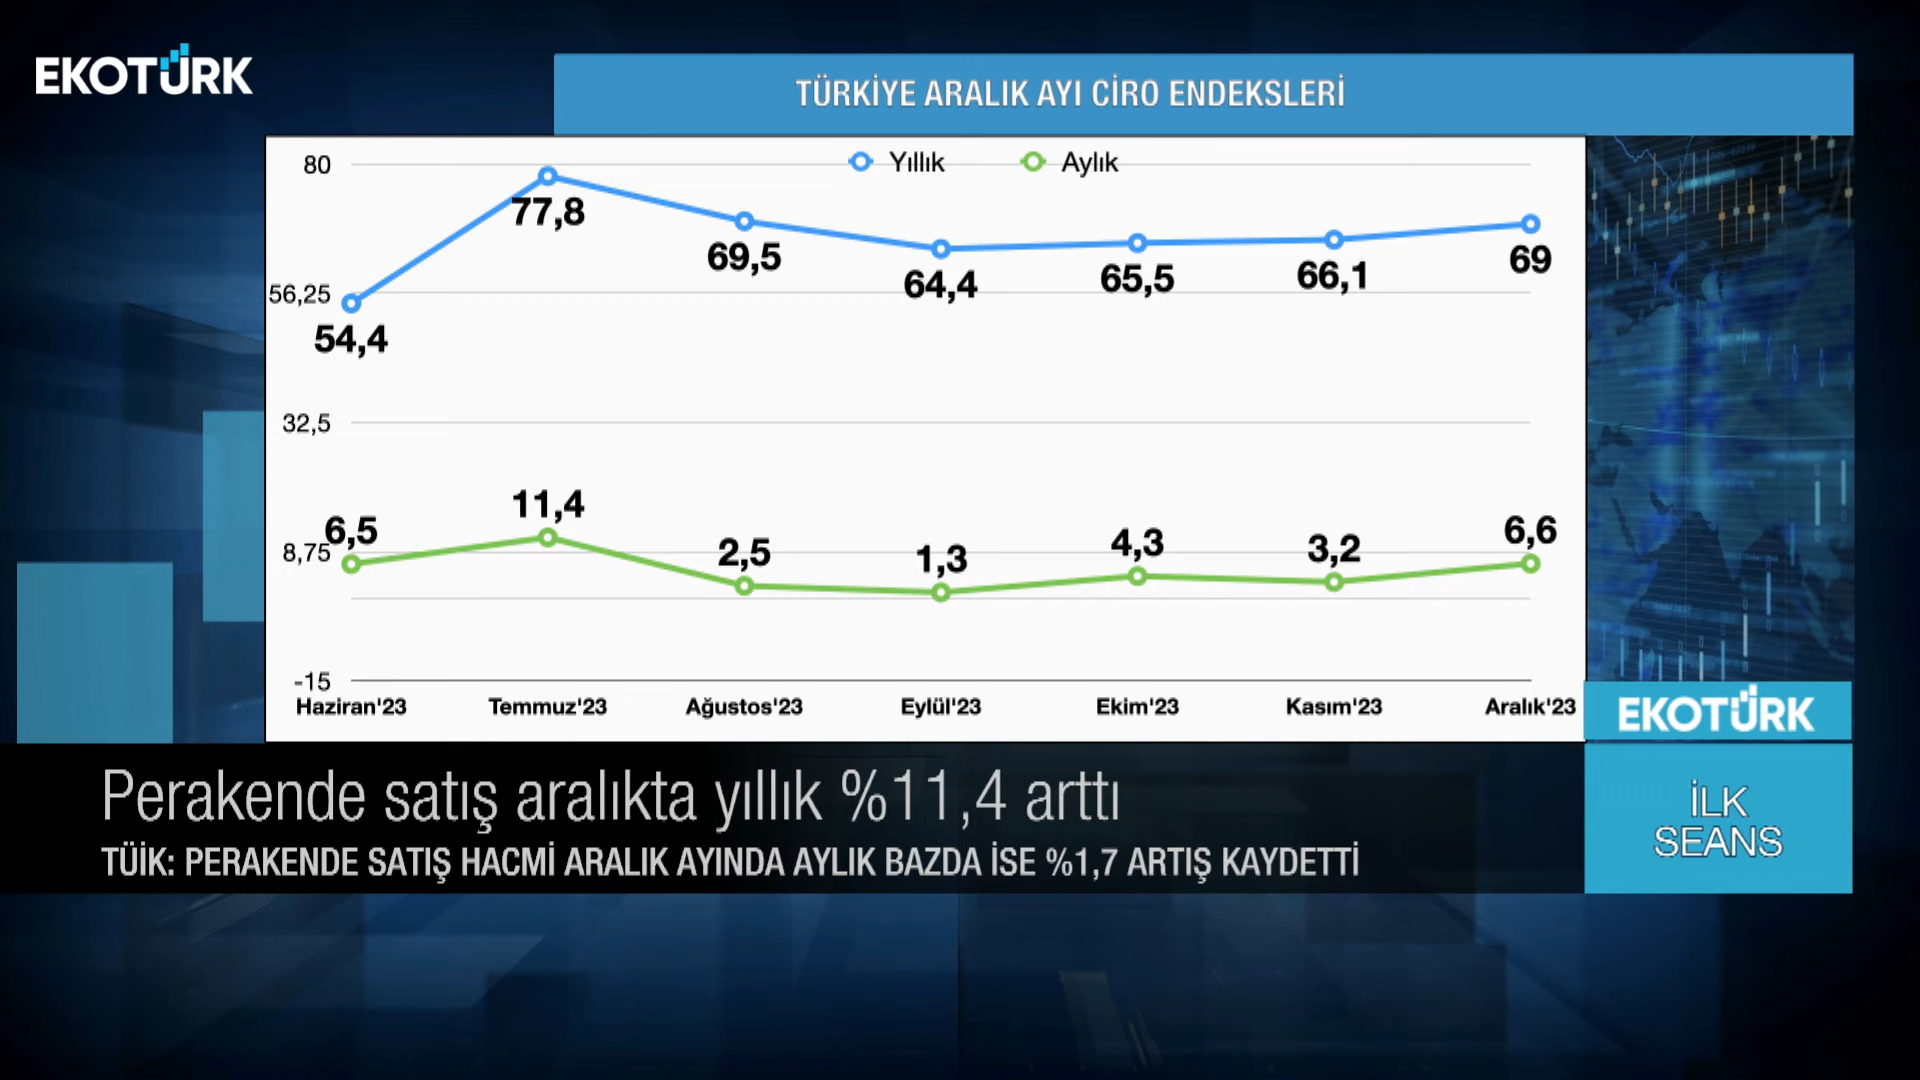 EKOTÜRK
TÜRKİYE ARALIK AYI CİRO ENDEKSLERİ
Yıllık Aylık
80
56,25
32,5
8,75
-15
54,4 77,8 69,5 64,4 65,5 66,1 69
6,5 11,4 2,5 1,3 4,3 3,2 6,6
Haziran'23 Temmuz'23 Ağustos'23 Eylül'23 Ekim'23 Kasım'23 Aralık'23
EKOTÜRK
Perakende satış aralıkta yıllık %11,4 arttı
TÜİK: PERAKENDE SATIŞ HACMİ ARALIK AYINDA AYLIK BAZDA İSE %1,7 ARTIŞ KAYDETTİ
İLK
SEANS